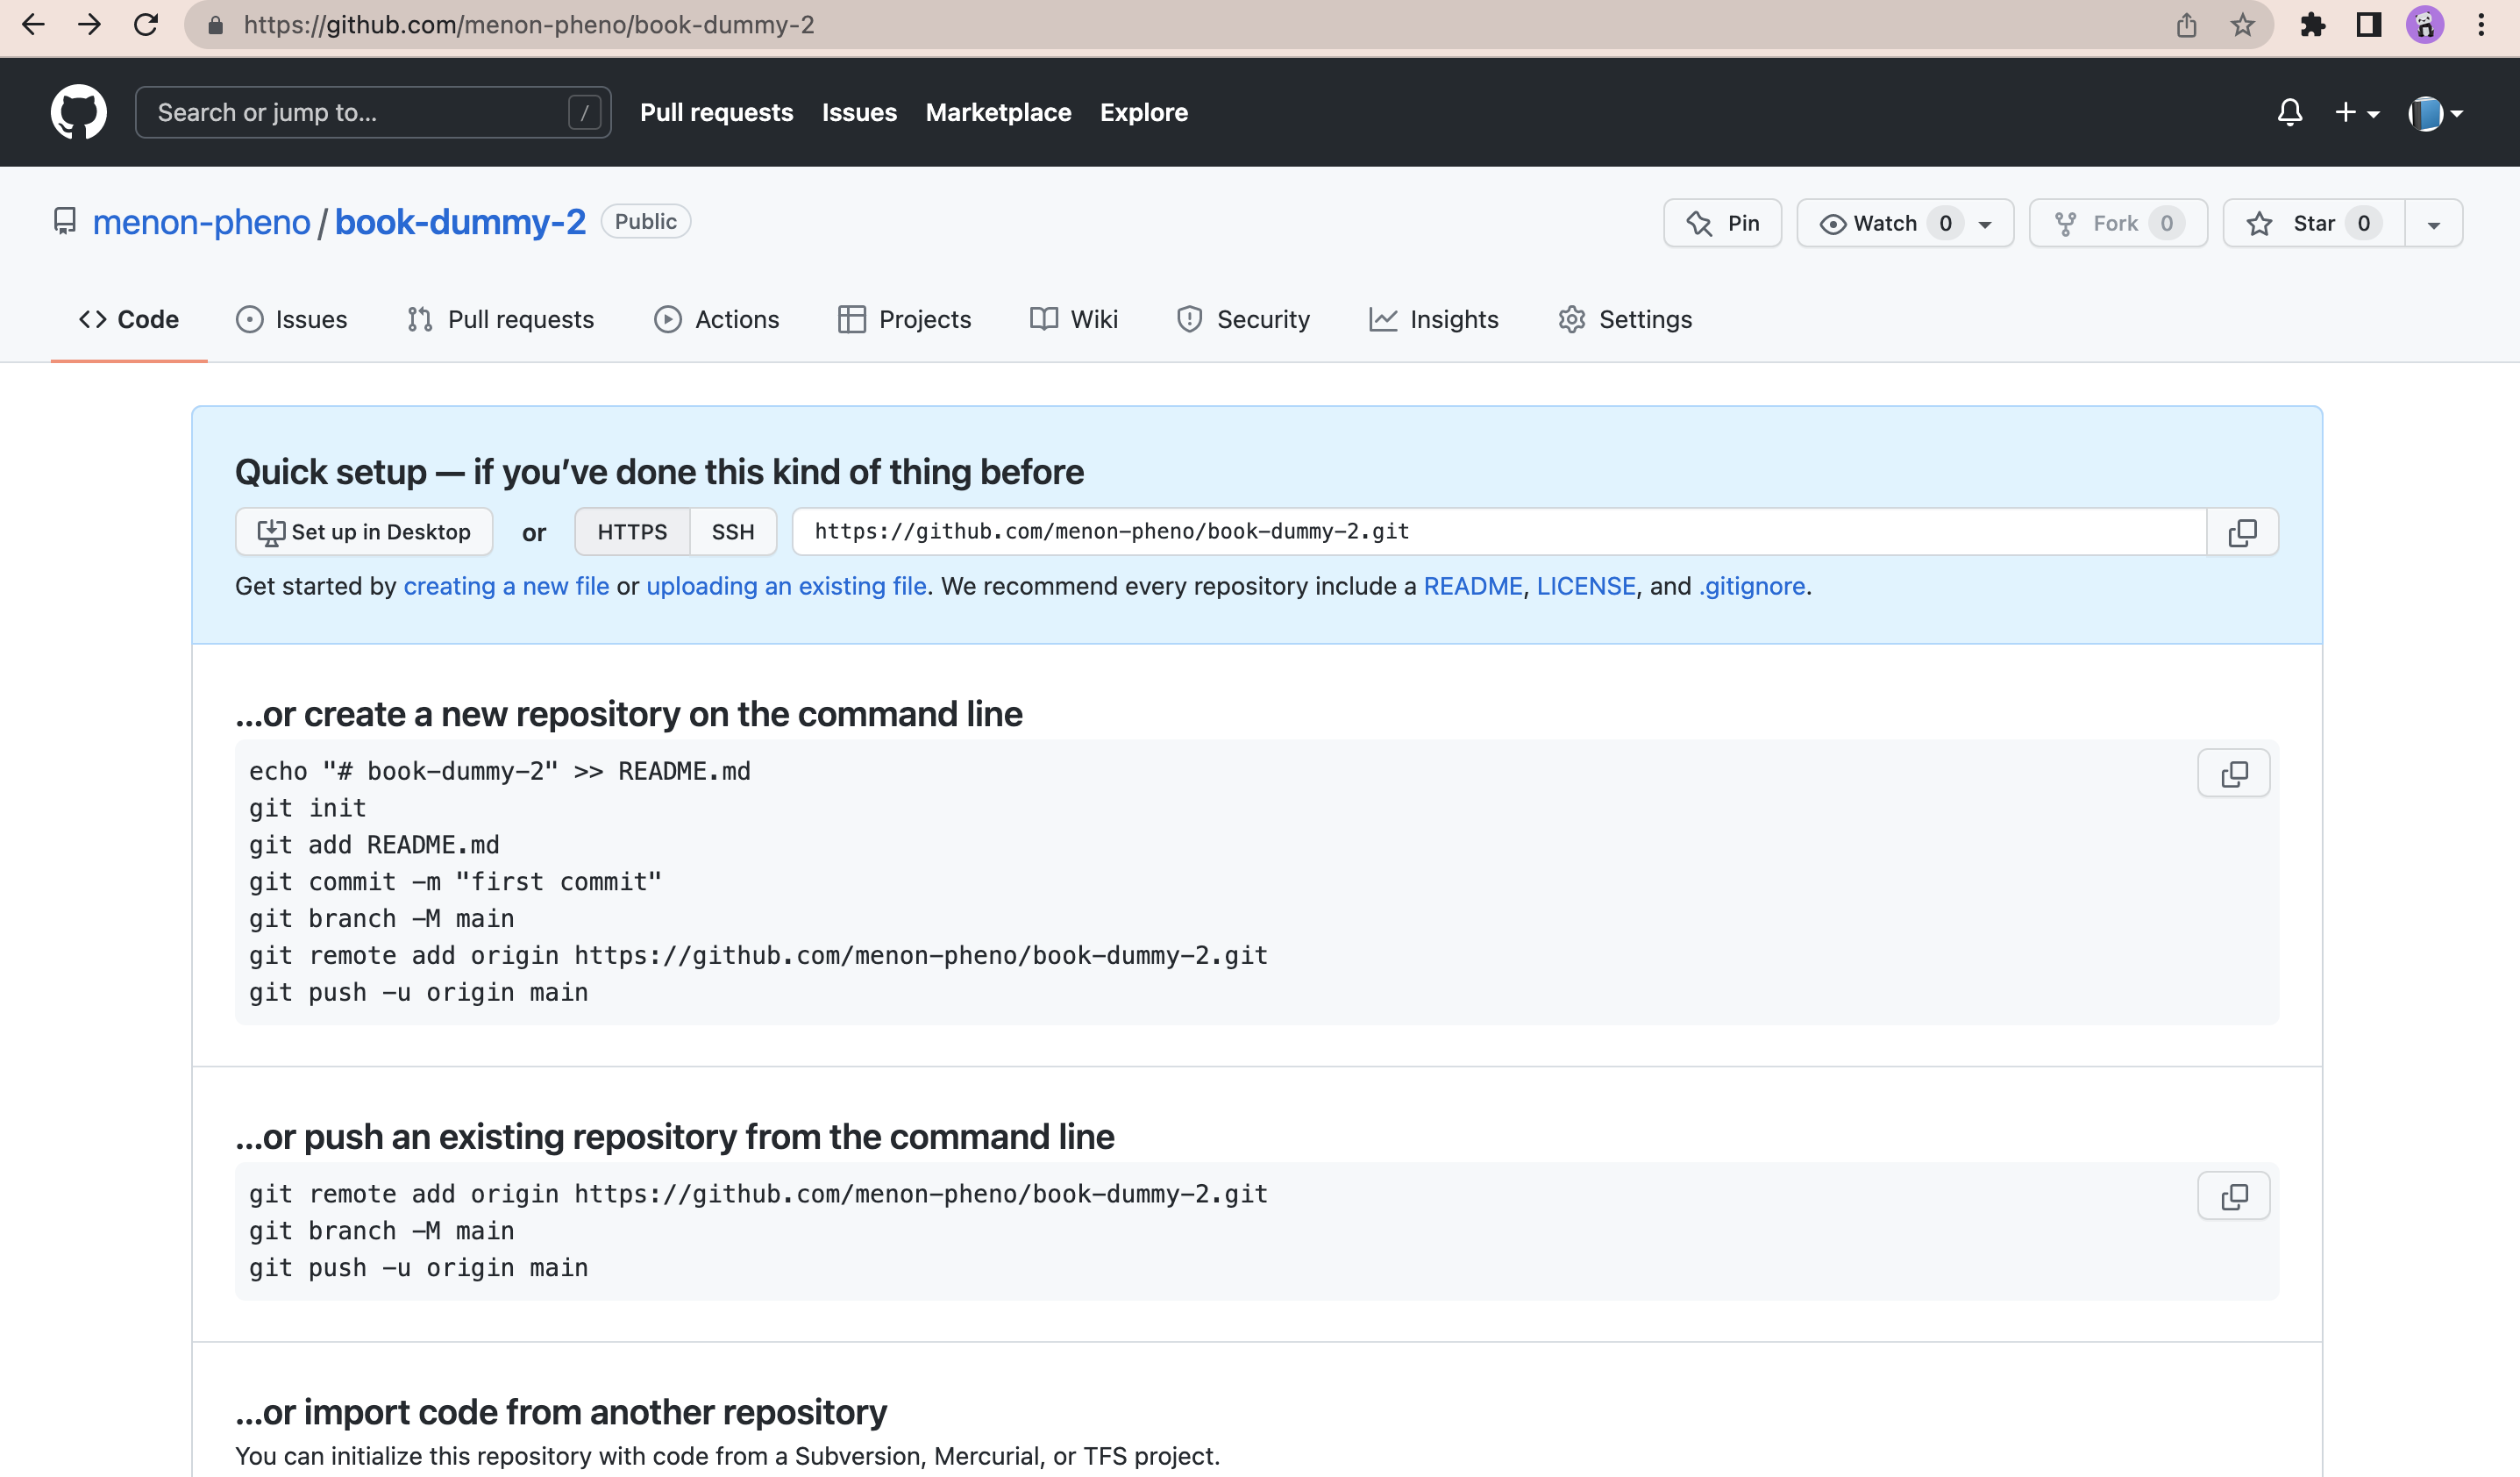 https://github.com/menon-pheno/book-dummy-2
Search or jump to... /
Pull requests Issues Marketplace Explore
menon-pheno / book-dummy-2 Public
Pin Watch 0 Fork 0 Star 0
Code Issues Pull requests Actions Projects Wiki Security Insights Settings
Quick setup — if you’ve done this kind of thing before
Set up in Desktop or HTTPS SSH https://github.com/menon-pheno/book-dummy-2.git
Get started by creating a new file or uploading an existing file. We recommend every repository include a README, LICENSE, and .gitignore.
…or create a new repository on the command line
echo "# book-dummy-2" >> README.md
git init
git add README.md
git commit -m "first commit"
git branch -M main
git remote add origin https://github.com/menon-pheno/book-dummy-2.git
git push -u origin main
…or push an existing repository from the command line
git remote add origin https://github.com/menon-pheno/book-dummy-2.git
git branch -M main
git push -u origin main
…or import code from another repository
You can initialize this repository with code from a Subversion, Mercurial, or TFS project.